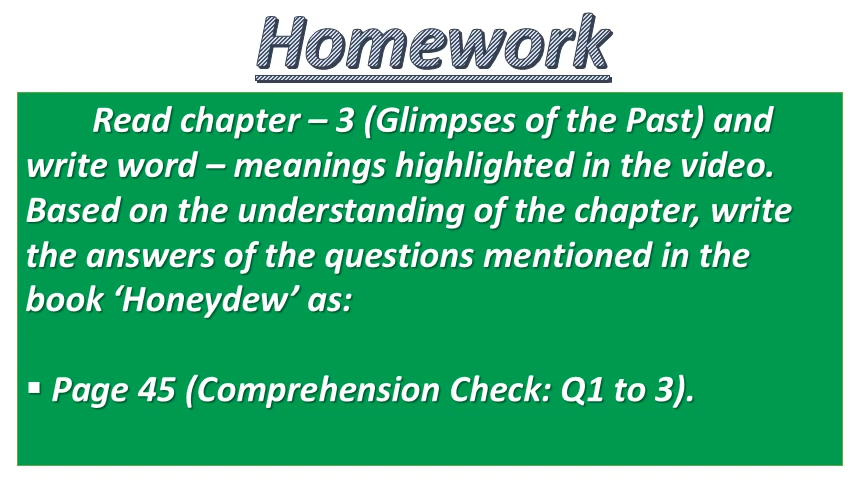 Homework
Read chapter – 3 (Glimpses of the Past) and
write word – meanings highlighted in the video.
Based on the understanding of the chapter, write
the answers of the questions mentioned in the
book ‘Honeydew’ as:
▪ Page 45 (Comprehension Check: Q1 to 3).